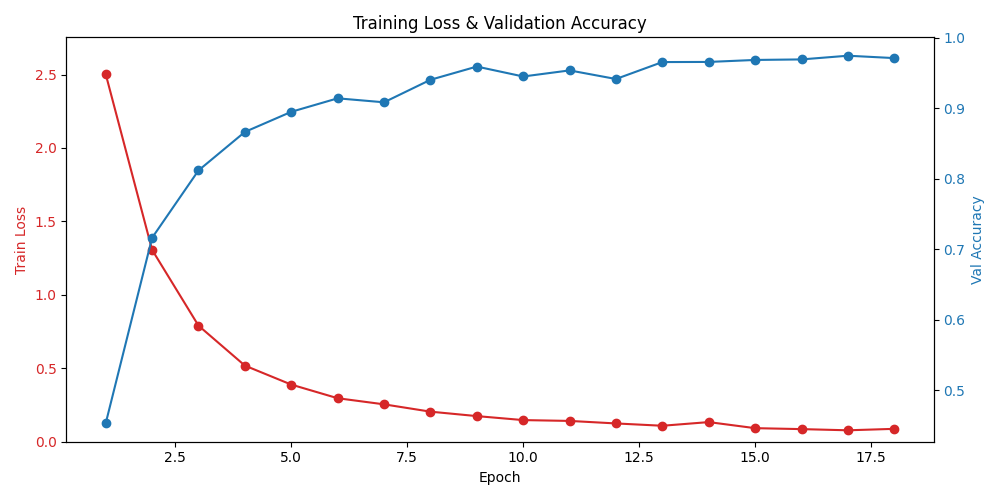 Training Loss & Validation Accuracy
2.5
2.0
1.5
1.0
0.5
0.0
Train Loss
1.0
0.9
0.8
0.7
0.6
0.5
Val Accuracy
2.5 5.0 7.5 10.0 12.5 15.0 17.5
Epoch